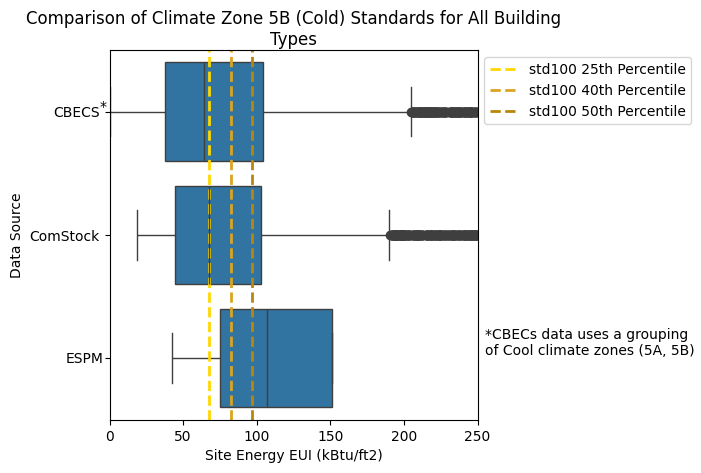 Comparison of Climate Zone 5B (Cold) Standards for All Building
Types
std100 25th Percentile
std100 40th Percentile
std100 50th Percentile
CBECS*
ComStock
ESPM
Data Source
*CBECs data uses a grouping
of Cool climate zones (5A, 5B)
0 50 100 150 200 250
Site Energy EUI (kBtu/ft2)